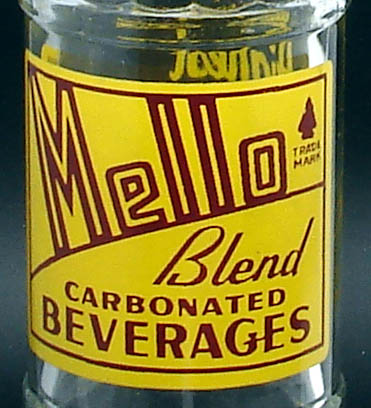 Mello
TRADE
MARK
Blend
CARBONATED
BEVERAGES